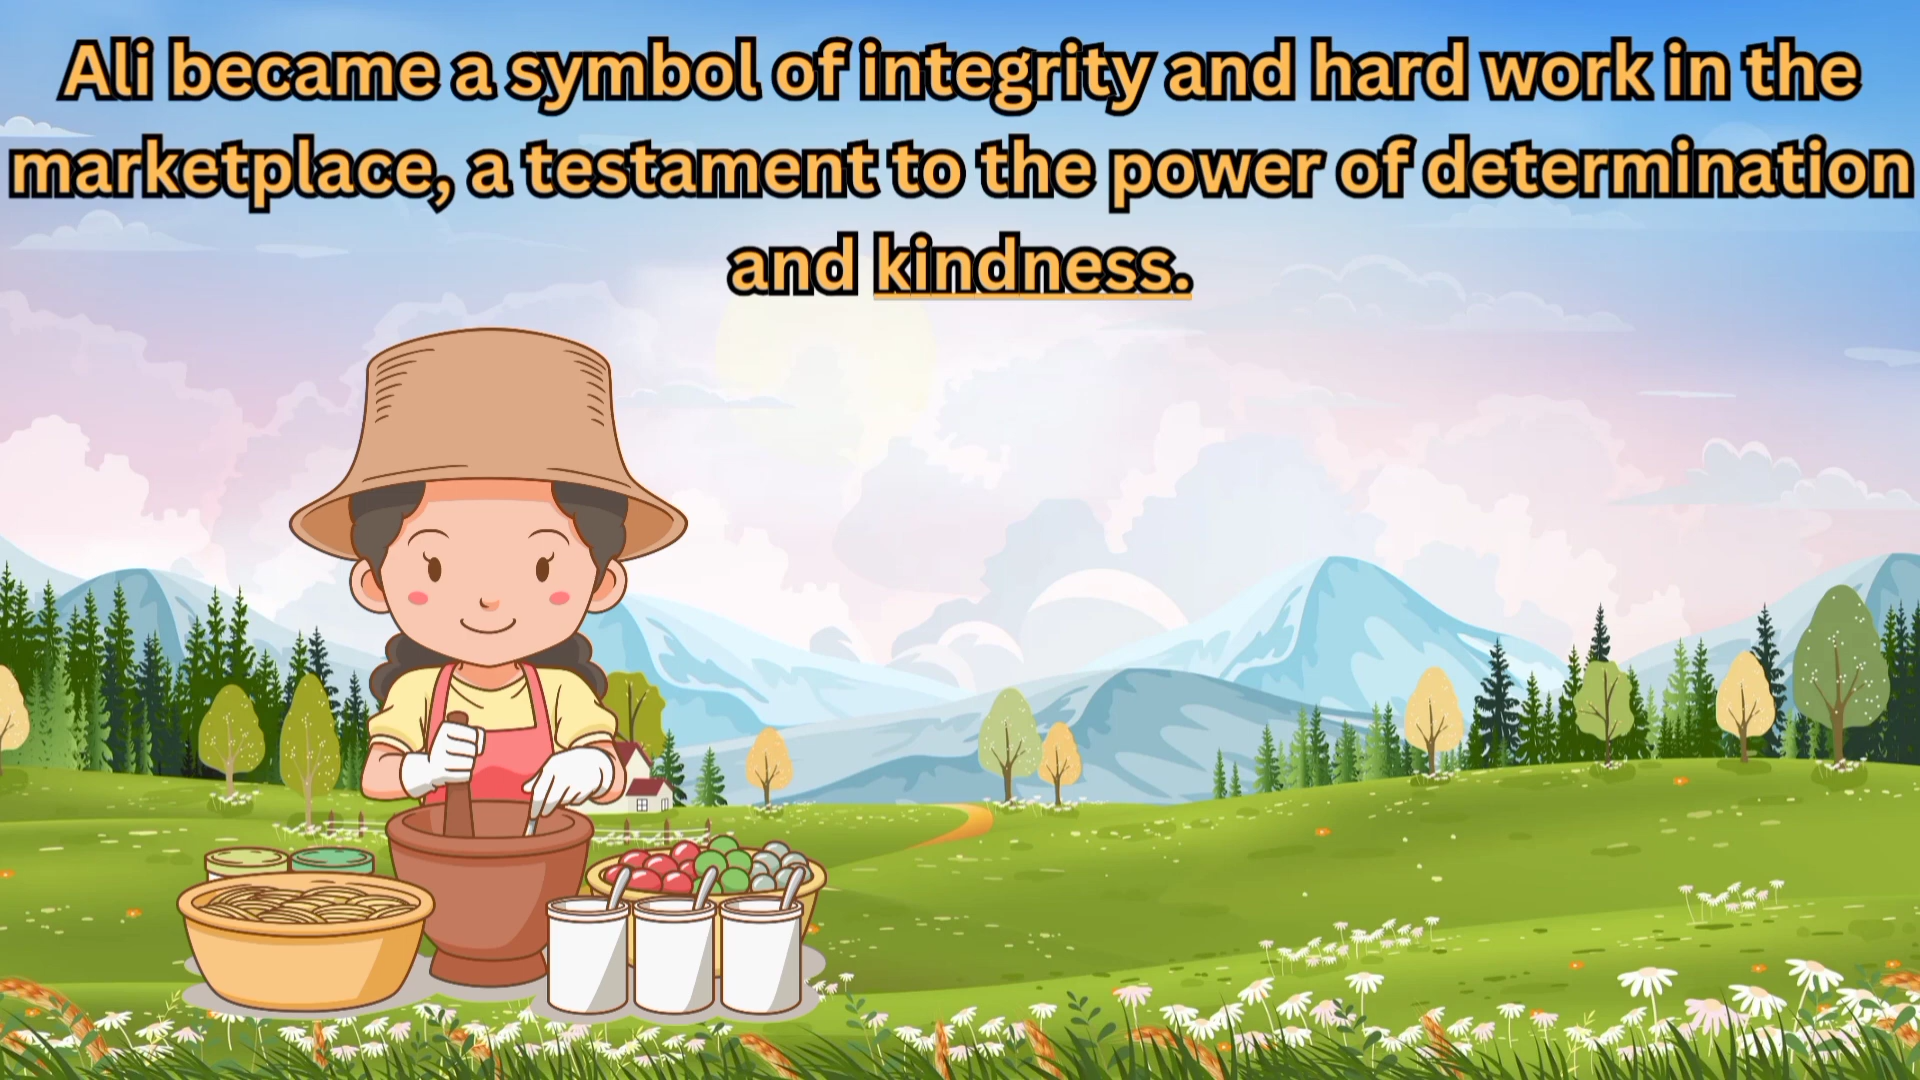 Ali became a symbol of integrity and hard work in the
marketplace, a testament to the power of determination
and kindness.